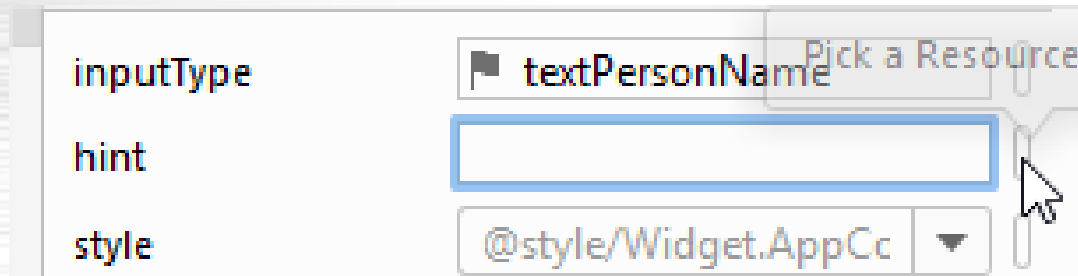 Pick a Resource
inputType textPersonName
hint
style @style/Widget.AppCc